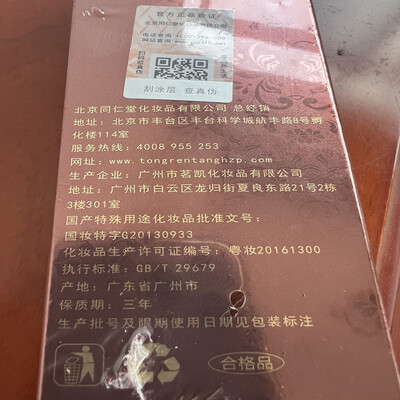 官方正品验证
刮涂层 查真伪
北京同仁堂化妆品有限公司 总经销
地址：北京市丰台区丰台科学城航丰路8号孵
化楼114室
服务热线：4008 955 253
网址：www.tongrentanghzp.com
生产企业：广州市茗凯化妆品有限公司
地址：广州市白云区龙归街夏良东路21号2栋
3楼301室
国产特殊用途化妆品批准文号：
国妆特字G20130933
化妆品生产许可证编号：粤妆20161300
执行标准：GB/T 29679
产地：广东省广州市
保质期：三年
生产批号及限期使用日期见包装标注
合格品